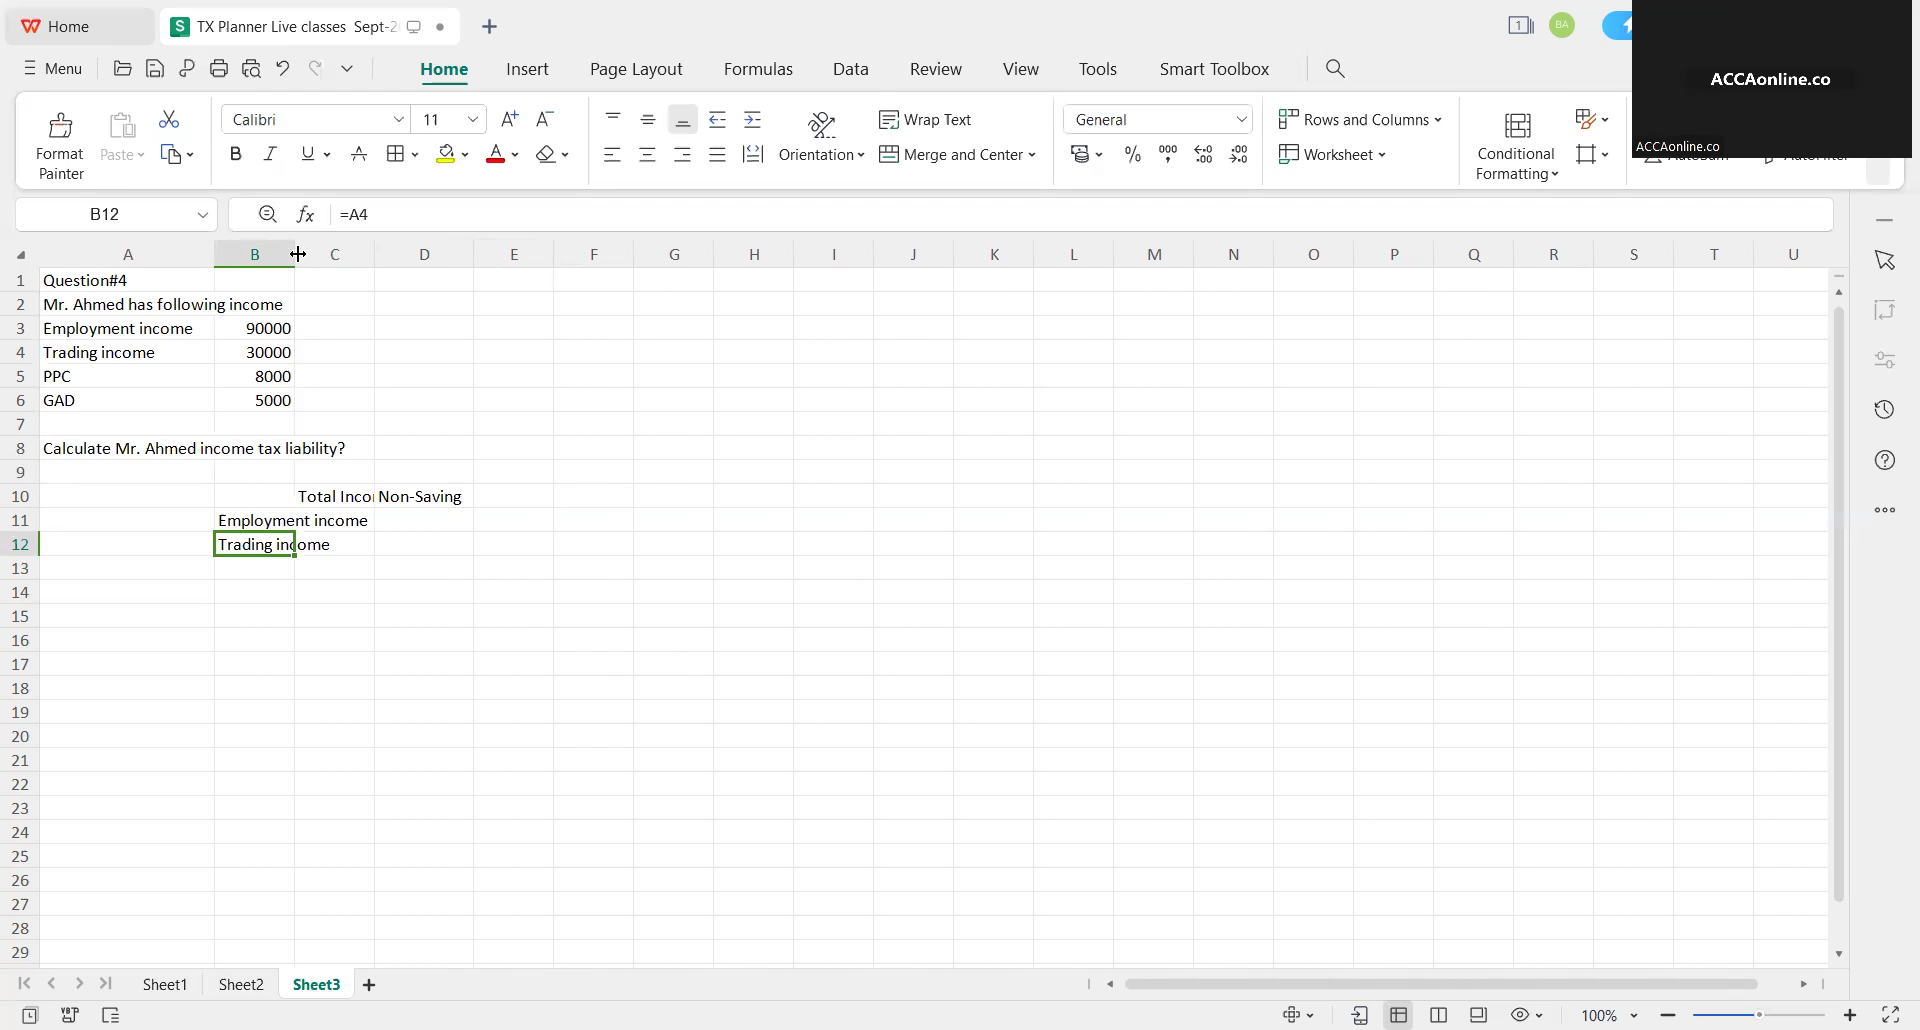 Home
TX Planner Live classes Sept-2
1
BA
Menu
Home
Insert
Page Layout
Formulas
Data
Review
View
Tools
Smart Toolbox
ACCAonline.co
ACCAonline.co
Format Painter
Paste
Calibri
11
A+ A-
B I U A
Orientation
Wrap Text
Merge and Center
General
Rows and Columns
Worksheet
Conditional Formatting
B12
fx
=A4
A B C D E F G H I J K L M N O P Q R S T U
1 Question#4
2 Mr. Ahmed has following income
3 Employment income 90000
4 Trading income 30000
5 PPC 8000
6 GAD 5000
7
8 Calculate Mr. Ahmed income tax liability?
9
10 Total Incor Non-Saving
11 Employment income
12 Trading income
13
14
15
16
17
18
19
20
21
22
23
24
25
26
27
28
29
Sheet1
Sheet2
Sheet3
100%